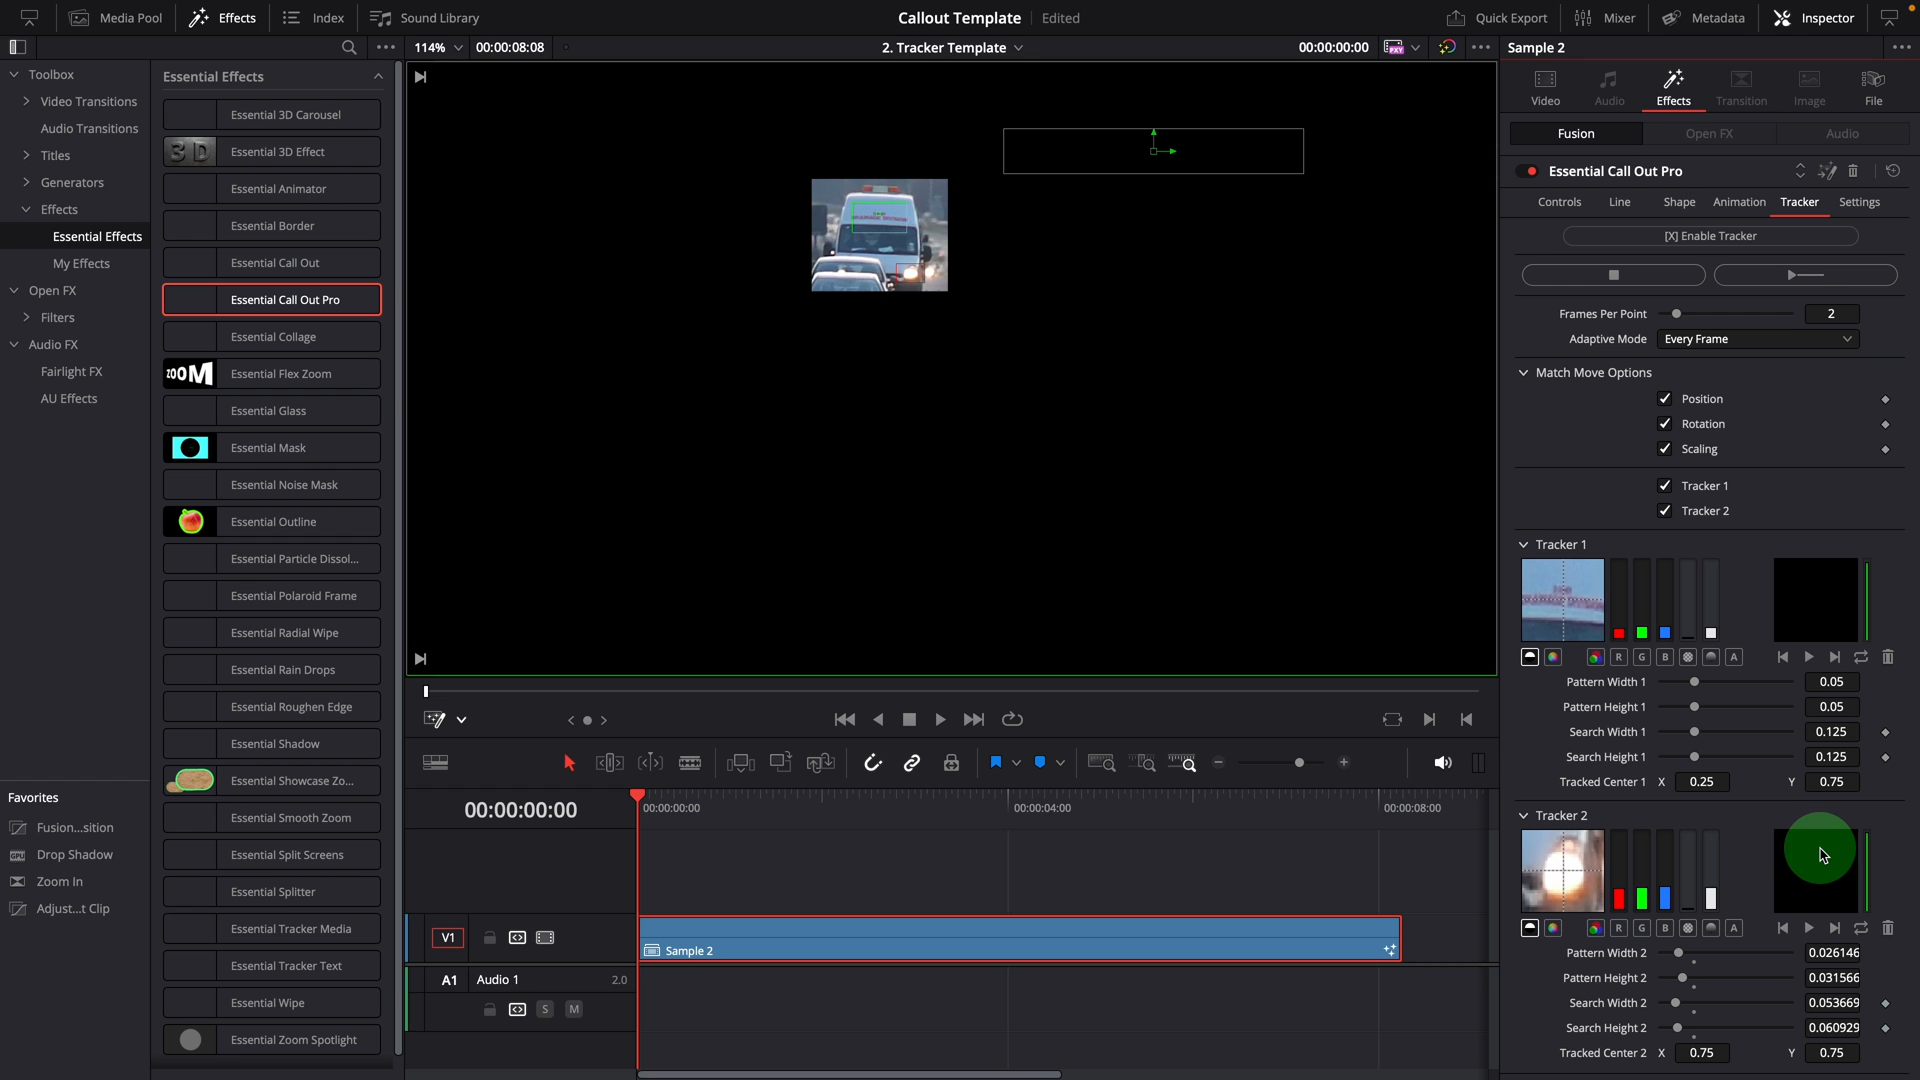 Media Pool
Effects
Index
Sound Library
Callout Template
Edited
Quick Export
Mixer
Metadata
Inspector
114%
00:00:08:08
2. Tracker Template
00:00:00:00
Sample 2
Toolbox
Video Transitions
Audio Transitions
Titles
Generators
Effects
Essential Effects
My Effects
Open FX
Filters
Audio FX
Fairlight FX
AU Effects
Favorites
Fusion...sition
Drop Shadow
Zoom In
Adjust...t Clip
Essential Effects
Essential 3D Carousel
3D
Essential 3D Effect
Essential Animator
Essential Border
Essential Call Out
Essential Call Out Pro
Essential Collage
ZOOM
Essential Flex Zoom
Essential Glass
Essential Mask
Essential Noise Mask
Essential Outline
Essential Particle Dissol...
Essential Polaroid Frame
Essential Radial Wipe
Essential Rain Drops
Essential Roughen Edge
Essential Shadow
Essential Showcase Zo...
Essential Smooth Zoom
Essential Split Screens
Essential Splitter
Essential Tracker Media
Essential Tracker Text
Essential Wipe
Essential Zoom Spotlight
00:00:00:00
00:00:00:00
00:00:04:00
00:00:08:00
V1
Sample 2
A1
Audio 1
2.0
S
M
Video
Audio
Effects
Transition
Image
File
Fusion
Open FX
Audio
Essential Call Out Pro
Controls
Line
Shape
Animation
Tracker
Settings
[X] Enable Tracker
Frames Per Point
2
Adaptive Mode
Every Frame
Match Move Options
Position
Rotation
Scaling
Tracker 1
Tracker 2
Tracker 1
R
G
B
A
Pattern Width 1
0.05
Pattern Height 1
0.05
Search Width 1
0.125
Search Height 1
0.125
Tracked Center 1 X 0.25 Y 0.75
Tracker 2
R
G
B
A
Pattern Width 2
0.026146
Pattern Height 2
0.031566
Search Width 2
0.053669
Search Height 2
0.060929
Tracked Center 2 X 0.75 Y 0.75